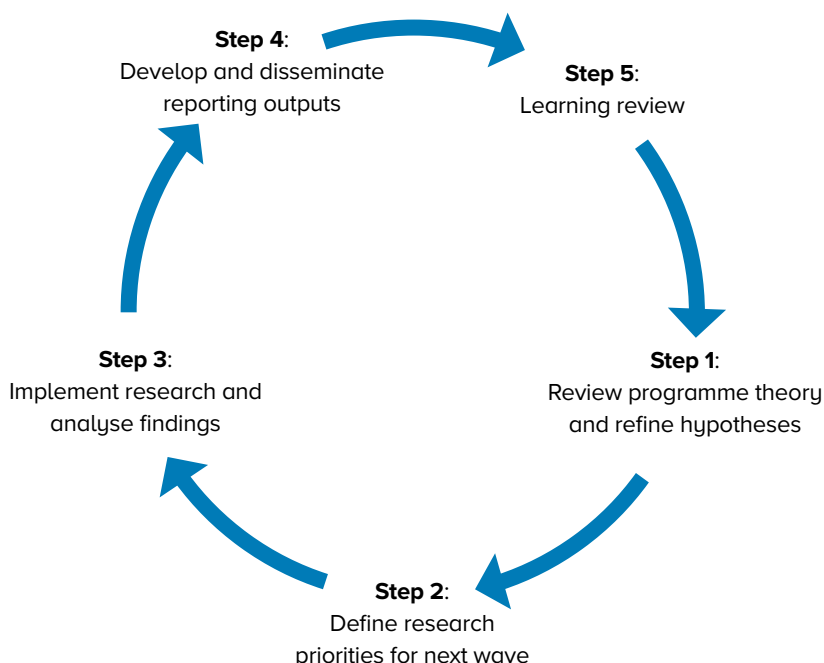 Step 4:
Develop and disseminate
reporting outputs
Step 5:
Learning review
Step 3:
Implement research and
analyse findings
Step 1:
Review programme theory
and refine hypotheses
Step 2:
Define research
priorities for next wave